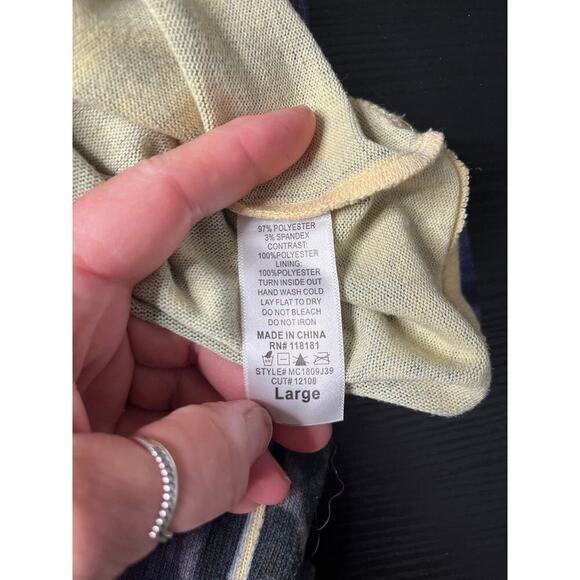 97% POLYESTER
3% SPANDEX
CONTRAST:
100%POLYESTER
LINING:
100%POLYESTER
TURN INSIDE OUT
HAND WASH COLD
LAY FLAT TO DRY
DO NOT BLEACH
DO NOT IRON
MADE IN CHINA
RN# 118181
STYLE# MC1809J39
CUT# 12108
Large